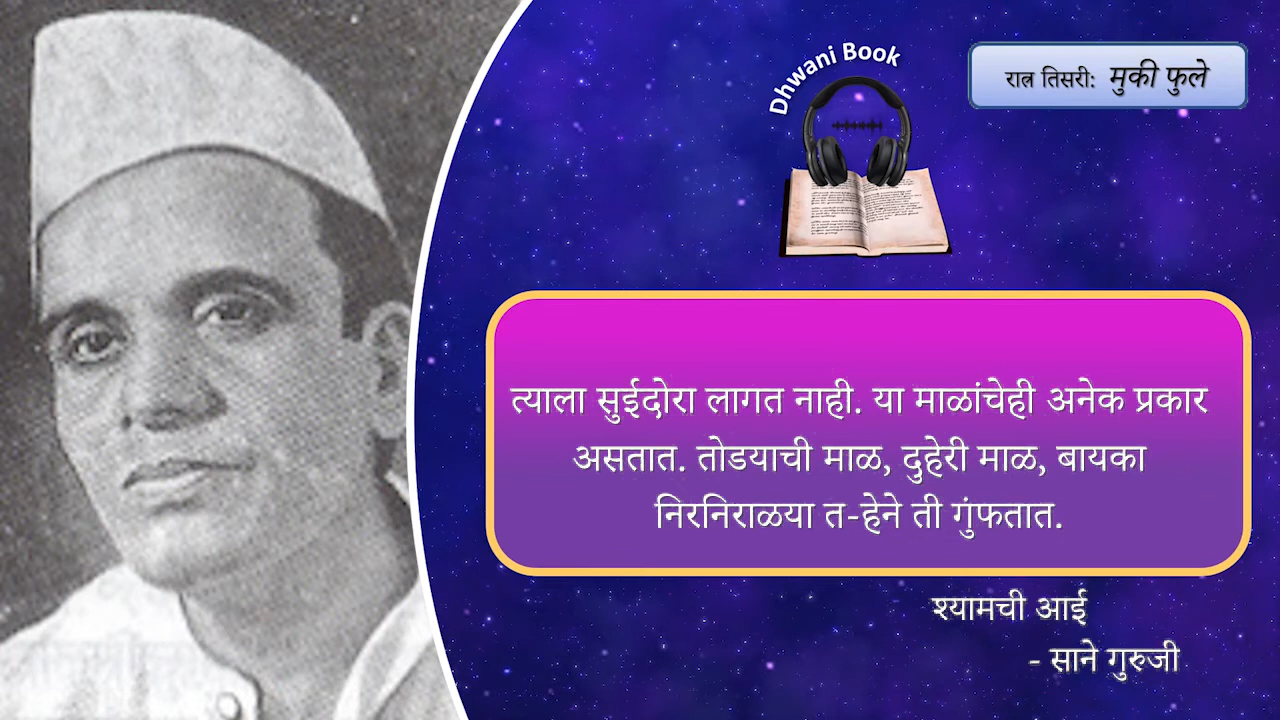 Dhwani Book
रात्र तिसरी: मुकी फुले
त्याला सुईदोरा लागत नाही. या माळांचेही अनेक प्रकार
असतात. तोडयाची माळ, दुहेरी माळ, बायका
निरनिराळया त-हेने ती गुंफतात.
श्यामची आई
- साने गुरुजी